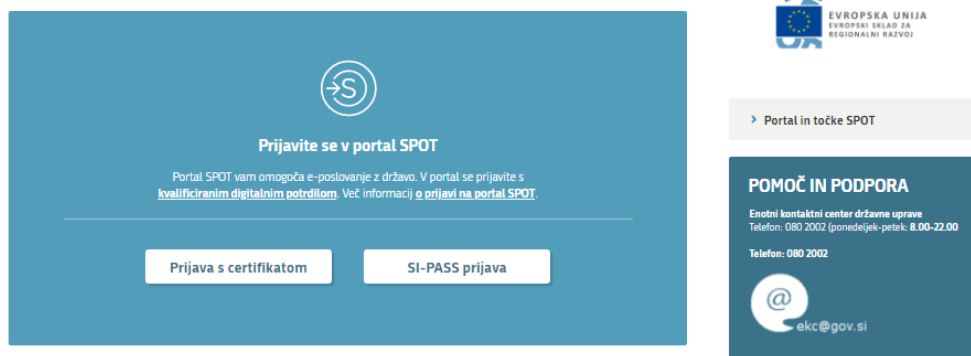 Prijavite se v portal SPOT
Portal SPOT vam omogoča e-poslovanje z državo. V portal se prijavite s
kvalificiranim digitalnim potrdilom. Več informacij o prijavi na portal SPOT.
Prijava s certifikatom
SI-PASS prijava
EVROPSKA UNIJA
EVROPSKI SKLAD ZA
REGIONALNI RAZVOJ
Portal in točke SPOT
POMOČ IN PODPORA
Enotni kontaktni center državne uprave
Telefon: 080 2002 (ponedeljek-petek: 8.00-22.00
Telefon: 080 2002
@
ekc@gov.si